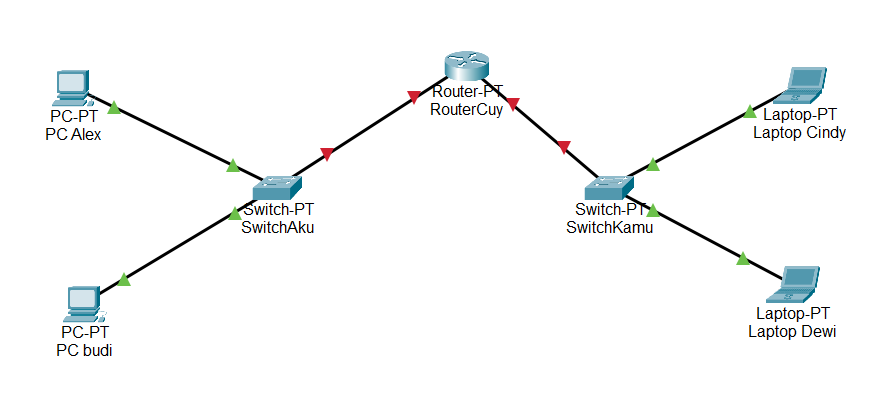 PC-PT
PC Alex
Router-PT
RouterCuy
Laptop-PT
Laptop Cindy
Switch-PT
SwitchAku
Switch-PT
SwitchKamu
PC-PT
PC budi
Laptop-PT
Laptop Dewi